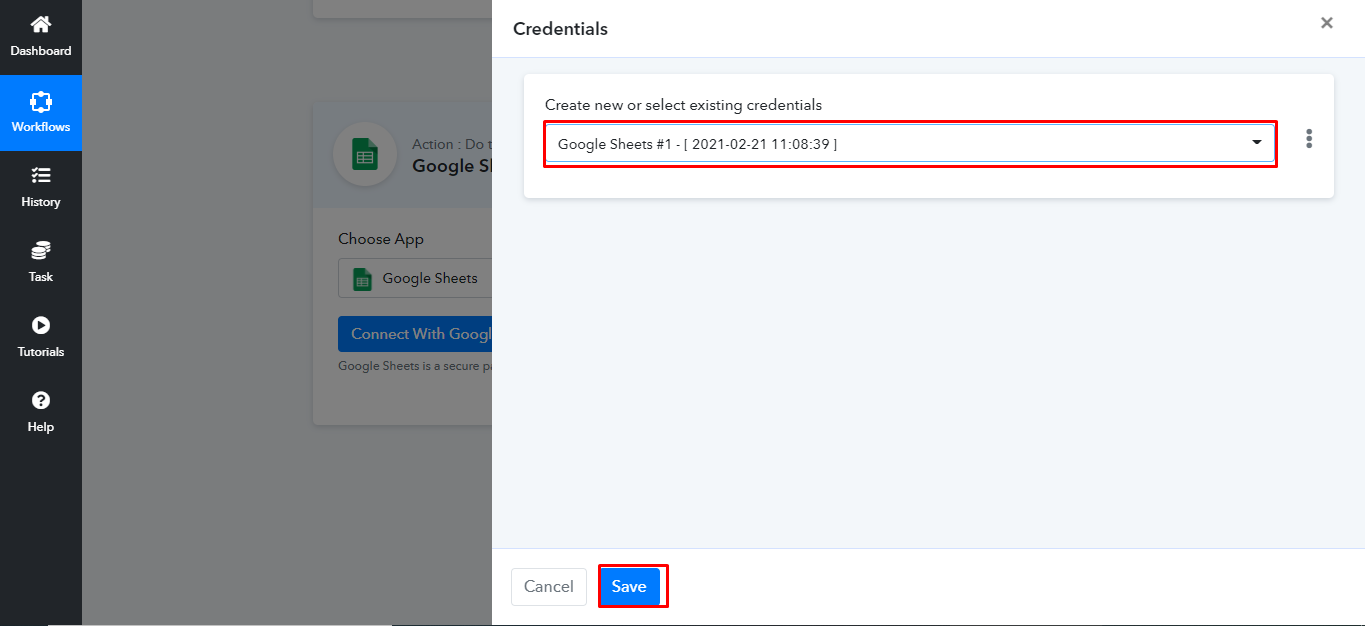 Dashboard
Workflows
History
Task
Tutorials
Help
Action : Do
Google
Choose App
Google Sheets
Connect With Googl
Google Sheets is a secure
Credentials
×
Create new or select existing credentials
Google Sheets #1 - [ 2021-02-21 11:08:39 ]
Cancel
Save